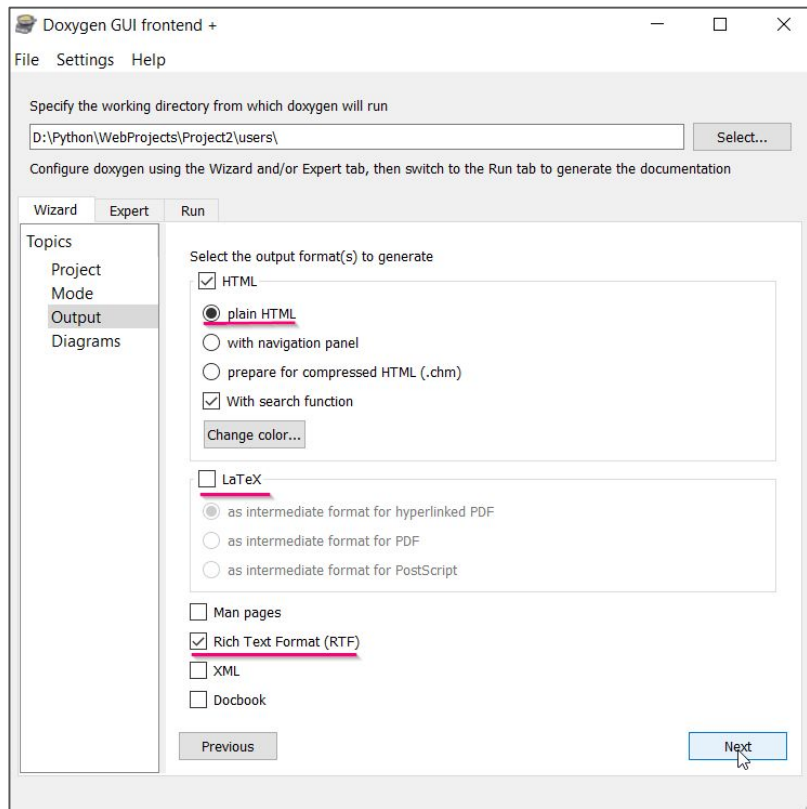 Doxygen GUI frontend +
File Settings Help
Specify the working directory from which doxygen will run
D:\Python\WebProjects\Project2\users\
Select...
Configure doxygen using the Wizard and/or Expert tab, then switch to the Run tab to generate the documentation
Wizard Expert Run
Topics
Project
Mode
Output
Diagrams
Select the output format(s) to generate
HTML
plain HTML
with navigation panel
prepare for compressed HTML (.chm)
With search function
Change color...
LaTeX
as intermediate format for hyperlinked PDF
as intermediate format for PDF
as intermediate format for PostScript
Man pages
Rich Text Format (RTF)
XML
Docbook
Previous
Next